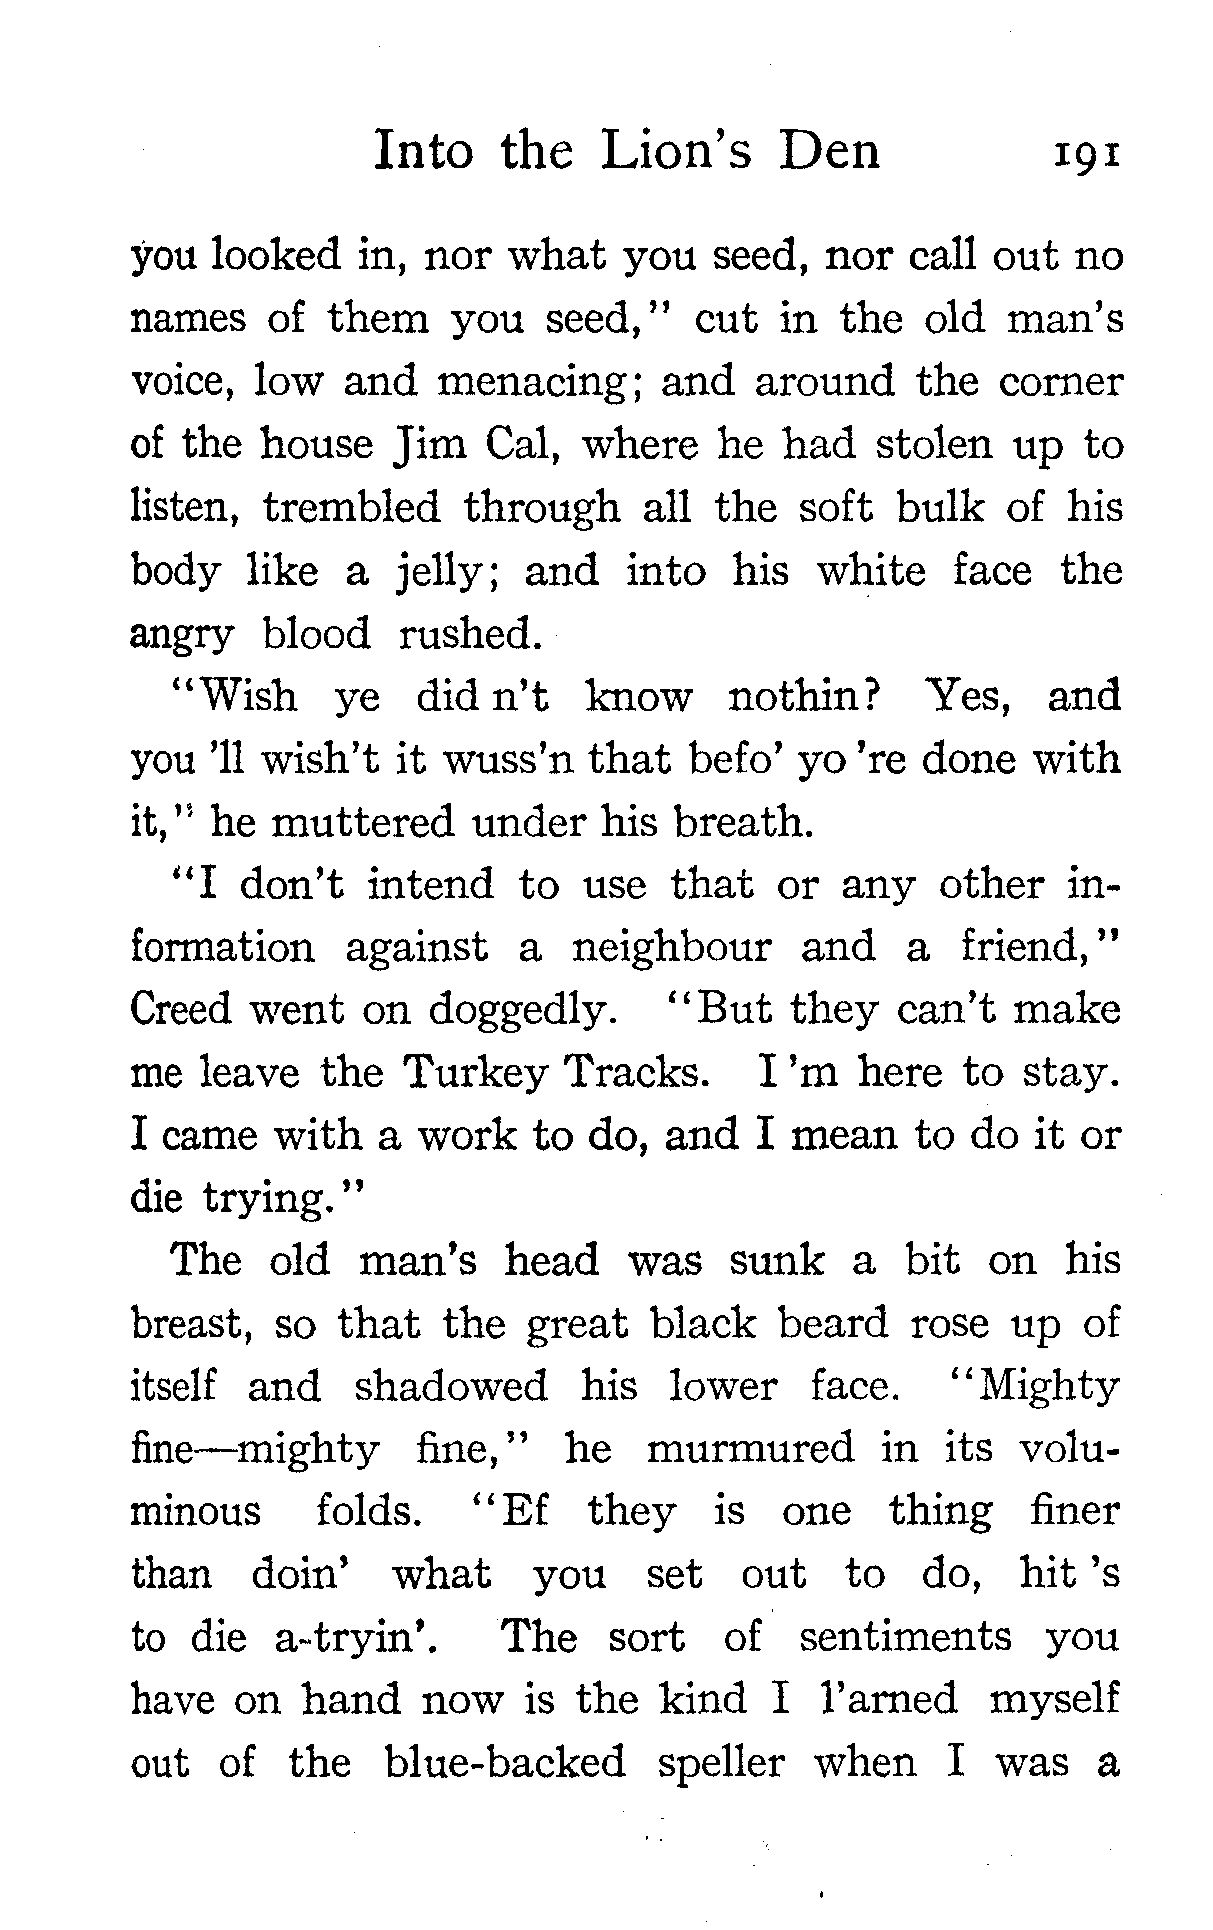 Into the Lion's Den 191
you looked in, nor what you seed, nor call out no
names of them you seed," cut in the old man's
voice, low and menacing; and around the corner
of the house Jim Cal, where he had stolen up to
listen, trembled through all the soft bulk of his
body like a jelly; and into his white face the
angry blood rushed.
"Wish ye did n't know nothin? Yes, and
you 'll wish't it wuss'n that befo' yo 're done with
it," he muttered under his breath.
"I don't intend to use that or any other in-
formation against a neighbour and a friend,"
Creed went on doggedly. "But they can't make
me leave the Turkey Tracks. I 'm here to stay.
I came with a work to do, and I mean to do it or
die trying."
The old man's head was sunk a bit on his
breast, so that the great black beard rose up of
itself and shadowed his lower face. "Mighty
fine—mighty fine," he murmured in its volu-
minous folds. "Ef they is one thing finer
than doin' what you set out to do, hit 's
to die a-tryin'. The sort of sentiments you
have on hand now is the kind I l'arned myself
out of the blue-backed speller when I was a